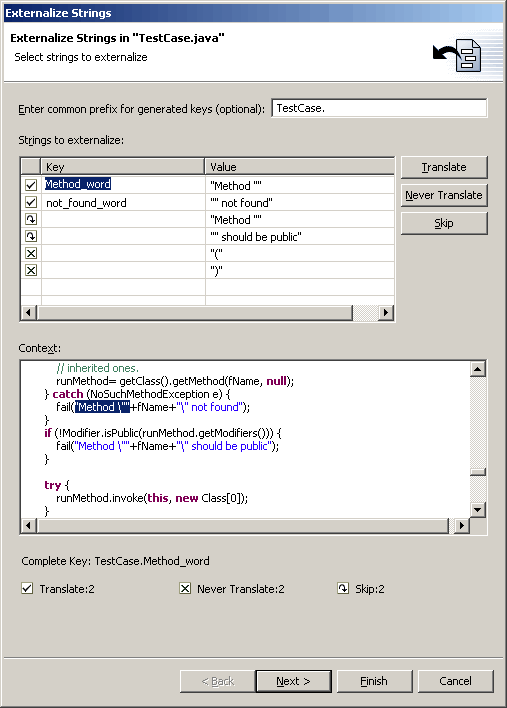 Externalize Strings
Externalize Strings in "TestCase.java"
Select strings to externalize
Enter common prefix for generated keys (optional): TestCase.
Strings to externalize:
Key Value
Method_word "Method ""
not_found_word "" not found"
"Method ""
"" should be public"
"("
")"
Translate
Never Translate
Skip
Context:
// inherited ones.
runMethod= getClass().getMethod(fName, null);
} catch (NoSuchMethodException e) {
fail("Method \""+fName+"\" not found");
}
if (!Modifier.isPublic(runMethod.getModifiers())) {
fail("Method \""+fName+"\" should be public");
}
try {
runMethod.invoke(this, new Class[0]);
}
Complete Key: TestCase.Method_word
Translate:2 Never Translate:2 Skip:2
< Back Next > Finish Cancel